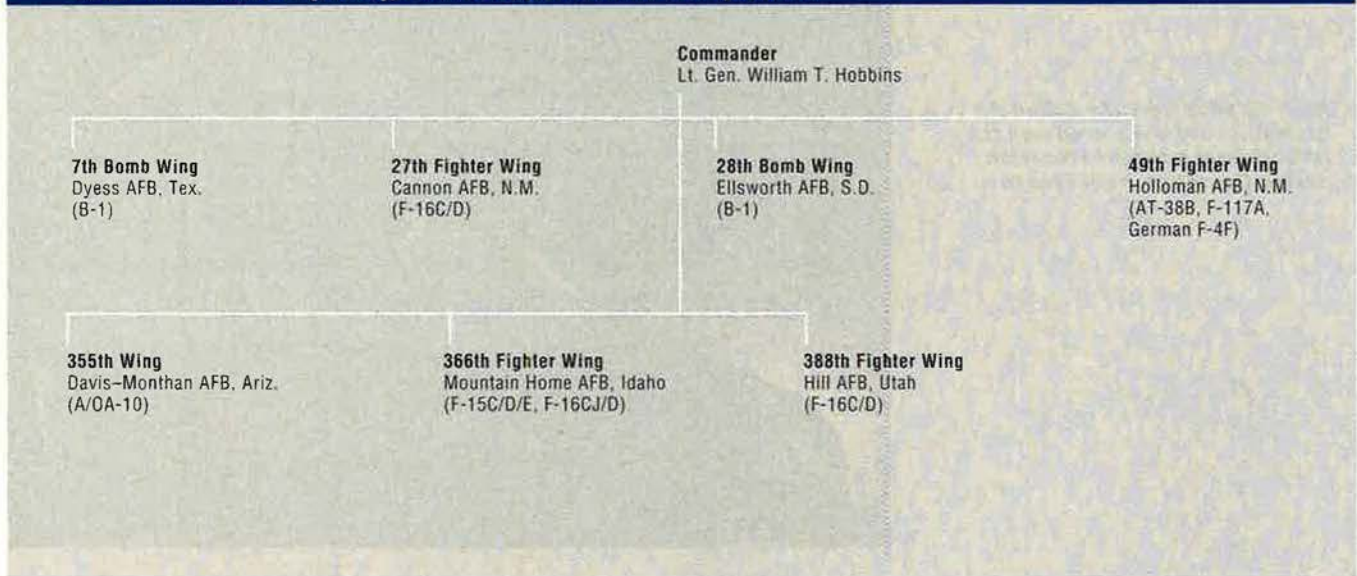 Commander
Lt. Gen. William T. Hobbins
7th Bomb Wing
Dyess AFB, Tex.
(B-1)
27th Fighter Wing
Cannon AFB, N.M.
(F-16C/D)
28th Bomb Wing
Ellsworth AFB, S.D.
(B-1)
49th Fighter Wing
Holloman AFB, N.M.
(AT-38B, F-117A,
German F-4F)
355th Wing
Davis–Monthan AFB, Ariz.
(A/OA-10)
366th Fighter Wing
Mountain Home AFB, Idaho
(F-15C/D/E, F-16CJ/D)
388th Fighter Wing
Hill AFB, Utah
(F-16C/D)